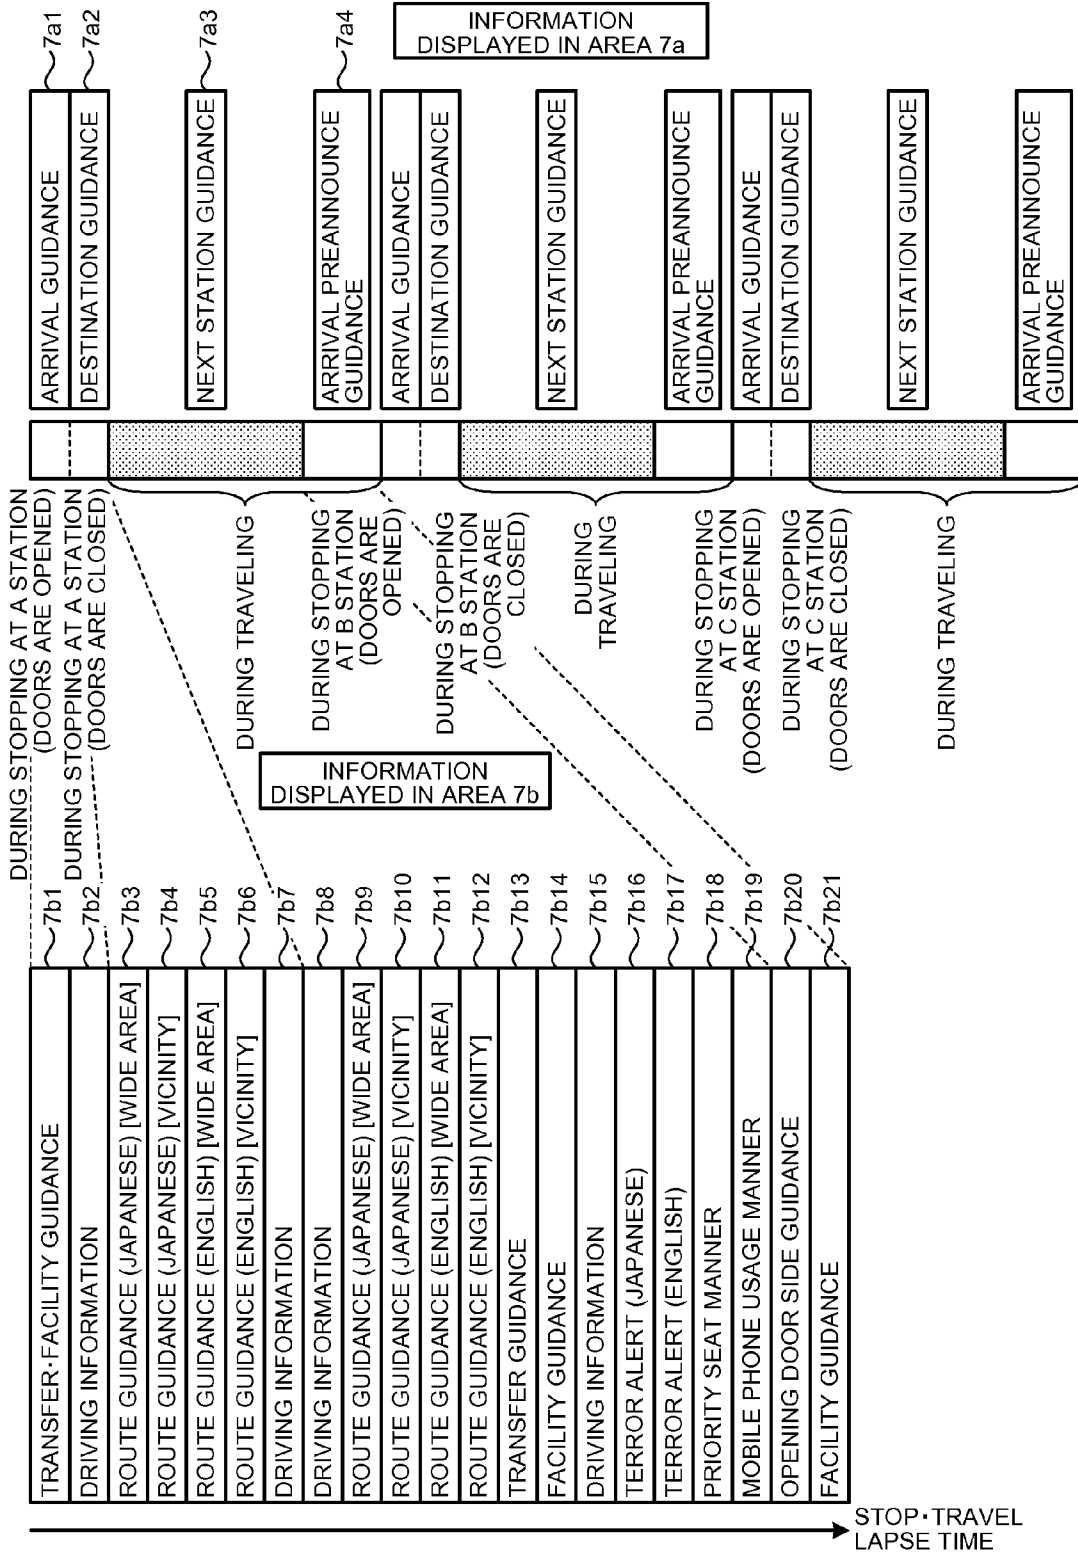 STOP·TRAVEL
LAPSE TIME
TRANSFER·FACILITY GUIDANCE
7b1
DRIVING INFORMATION
7b2
ROUTE GUIDANCE (JAPANESE) [WIDE AREA]
7b3
ROUTE GUIDANCE (JAPANESE) [VICINITY]
7b4
ROUTE GUIDANCE (ENGLISH) [WIDE AREA]
7b5
ROUTE GUIDANCE (ENGLISH) [VICINITY]
7b6
DRIVING INFORMATION
7b7
DRIVING INFORMATION
7b8
ROUTE GUIDANCE (JAPANESE) [WIDE AREA]
7b9
ROUTE GUIDANCE (JAPANESE) [VICINITY]
7b10
ROUTE GUIDANCE (ENGLISH) [WIDE AREA]
7b11
ROUTE GUIDANCE (ENGLISH) [VICINITY]
7b12
TRANSFER GUIDANCE
7b13
FACILITY GUIDANCE
7b14
DRIVING INFORMATION
7b15
TERROR ALERT (JAPANESE)
7b16
TERROR ALERT (ENGLISH)
7b17
PRIORITY SEAT MANNER
7b18
MOBILE PHONE USAGE MANNER
7b19
OPENING DOOR SIDE GUIDANCE
7b20
FACILITY GUIDANCE
7b21
INFORMATION
DISPLAYED IN AREA 7b
DURING STOPPING AT A STATION
(DOORS ARE OPENED)
DURING STOPPING AT A STATION
(DOORS ARE CLOSED)
DURING TRAVELING
DURING STOPPING
AT B STATION
(DOORS ARE
OPENED)
DURING STOPPING
AT B STATION
(DOORS ARE
CLOSED)
DURING
TRAVELING
DURING STOPPING
AT C STATION
(DOORS ARE OPENED)
DURING STOPPING
AT C STATION
(DOORS ARE CLOSED)
DURING TRAVELING
ARRIVAL GUIDANCE
7a1
DESTINATION GUIDANCE
7a2
NEXT STATION GUIDANCE
7a3
ARRIVAL PREANNOUNCE
GUIDANCE
7a4
ARRIVAL GUIDANCE
DESTINATION GUIDANCE
NEXT STATION GUIDANCE
ARRIVAL PREANNOUNCE
GUIDANCE
ARRIVAL GUIDANCE
DESTINATION GUIDANCE
NEXT STATION GUIDANCE
ARRIVAL PREANNOUNCE
GUIDANCE
INFORMATION
DISPLAYED IN AREA 7a